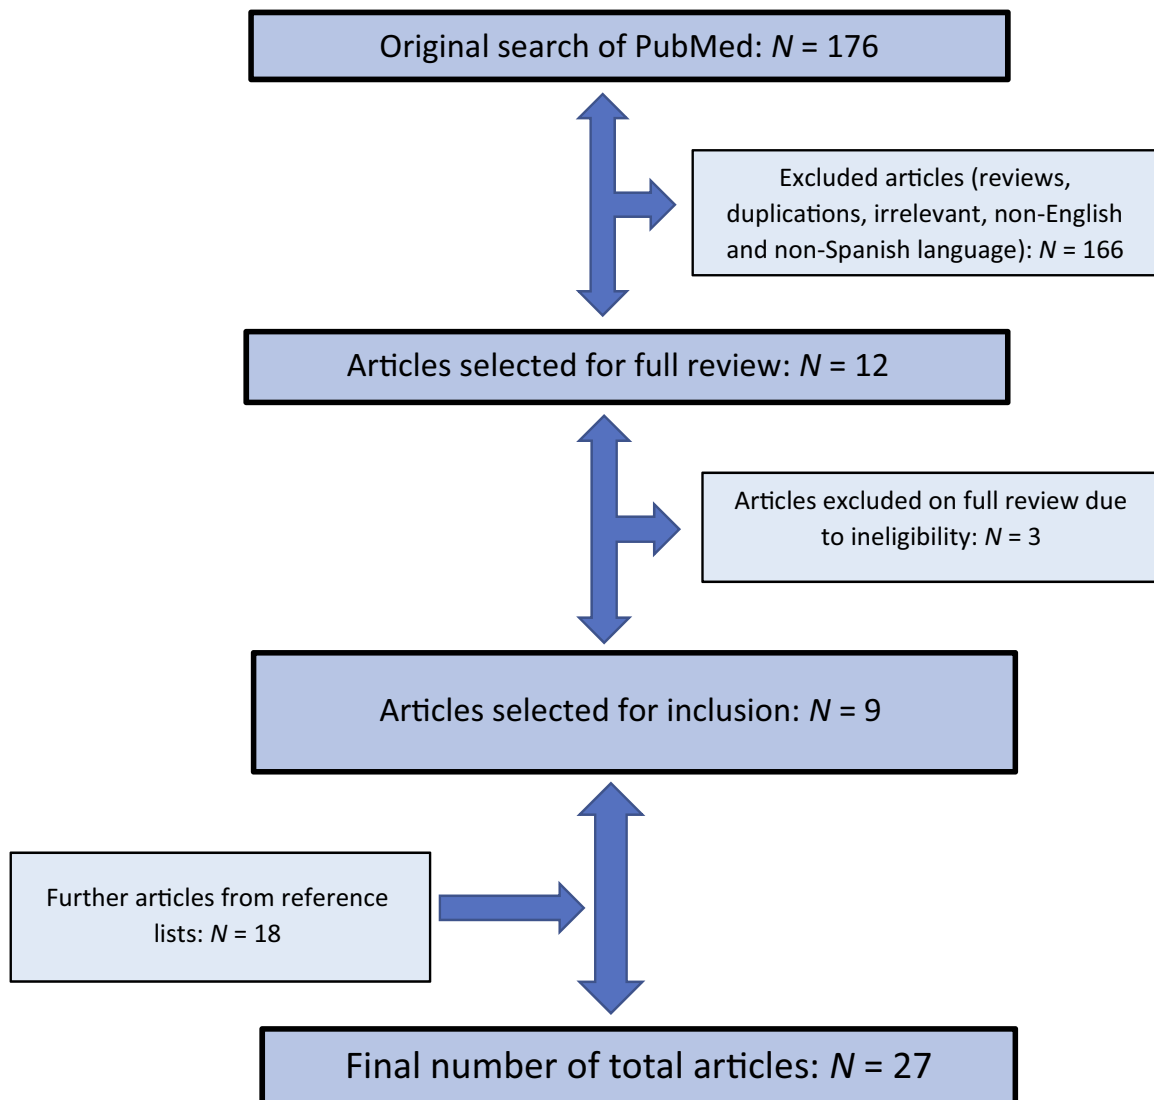 Original search of PubMed: N = 176
Excluded articles (reviews,
duplications, irrelevant, non-English
and non-Spanish language): N = 166
Articles selected for full review: N = 12
Articles excluded on full review due
to ineligibility: N = 3
Articles selected for inclusion: N = 9
Further articles from reference
lists: N = 18
Final number of total articles: N = 27